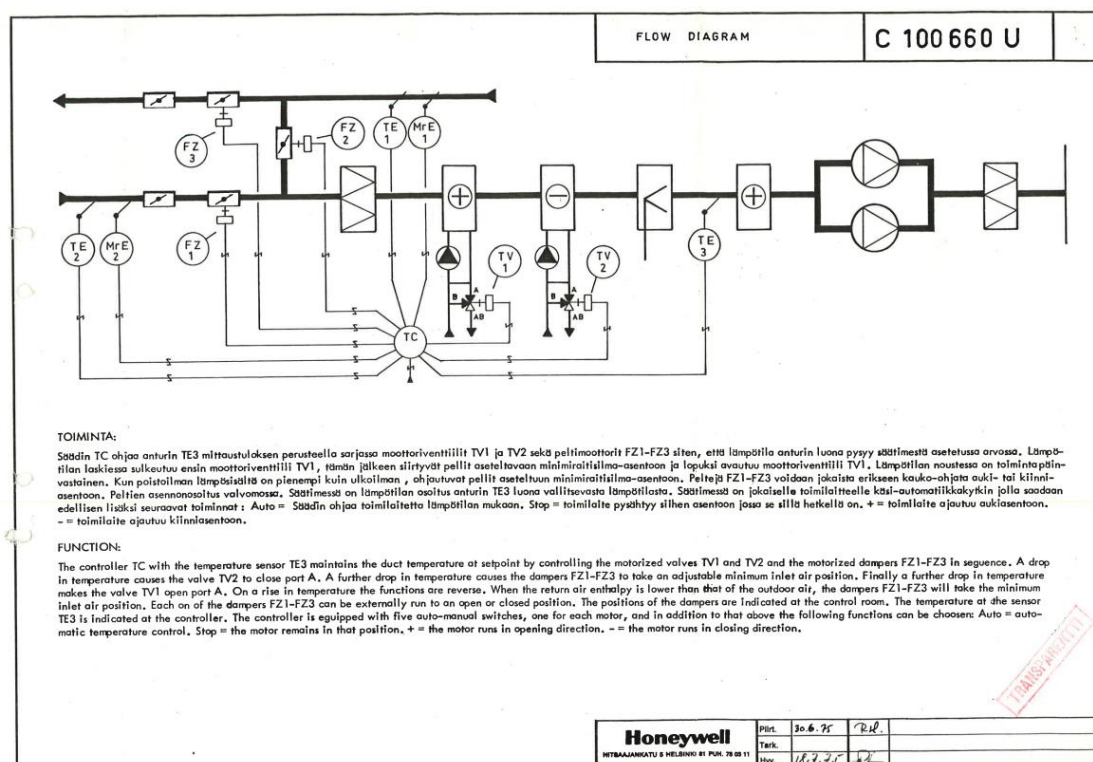 FLOW DIAGRAM
C 100 660 U
FZ 3
FZ 2
TE 1
MrE 1
TE 2
MrE 2
FZ 1
TV 1
TV 2
TE 3
A
B
AB
A
B
AB
TC
TOIMINTA:
Säädin TC ohjaa anturin TE3 mittaustuloksen perusteella sarjassa moottoriventtiilit TV1 ja TV2 sekä peltimoottorit FZ1-FZ3 siten, että lämpötila anturin luona pysyy säätimestä asetetussa arvossa. Lämpö-
tilan laskiessa sulkeutuu ensin moottoriventtiili TV1, tämän jälkeen siirtyvät pellit aseteltavaan minimiraitisilma-asentoon ja lopuksi avautuu moottoriventtiili TV1. Lämpötilan noustessa on toimintapäin-
vastainen. Kun poistoilman lämpösisältö on pienempi kuin ulkoilman, ohjautuvat pellit aseteltuun minimiraitisilma-asentoon. Peltejä FZ1-FZ3 voidaan jokaista erikseen kauko-ohjata auki- tai kiinni-
asentoon. Peltien asennonosoitus valvomossa. Säätimessä on lämpötilan osoitus anturin TE3 luona vallitsevasta lämpötilasta. Säätimessä on jokaiselle toimilaitteelle käsi-automatiikkakytkin jolla saadaan
edellisen lisäksi seuraavat toiminnat: Auto = Säädin ohjaa toimilaitetta lämpötilan mukaan. Stop = toimilaite pysähtyy siihen asentoon jossa se sillä hetkellä on. + = toimilaite ajautuu aukiasentoon.
- = toimilaite ajautuu kiinniasentoon.
FUNCTION:
The controller TC with the temperature sensor TE3 maintains the duct temperature at setpoint by controlling the motorized valves TV1 and TV2 and the motorized dampers FZ1-FZ3 in seguence. A drop
in temperature causes the valve TV2 to close port A. A further drop in temperature causes the dampers FZ1-FZ3 to take an adjustable minimum inlet air position. Finally a further drop in temperature
makes the valve TV1 open port A. On a rise in temperature the functions are reverse. When the return air enthalpy is lower than that of the outdoor air, the dampers FZ1-FZ3 will take the minimum
inlet air position. Each on of the dampers FZ1-FZ3 can be externally run to an open or closed position. The positions of the dampers are indicated at the control room. The temperature at the sensor
TE3 is indicated at the controller. The controller is eguipped with five auto-manual switches, one for each motor, and in addition to that above the following functions can be choosen: Auto = auto-
matic temperature control. Stop = the motor remains in that position. + = the motor runs in opening direction. - = the motor runs in closing direction.
TRANSPARENTTI
Honeywell
HITSAAJANKATU 5 HELSINKI 81 PUH. 78 03 11
Piirt. 30.6.75
Tark.
Hyv.